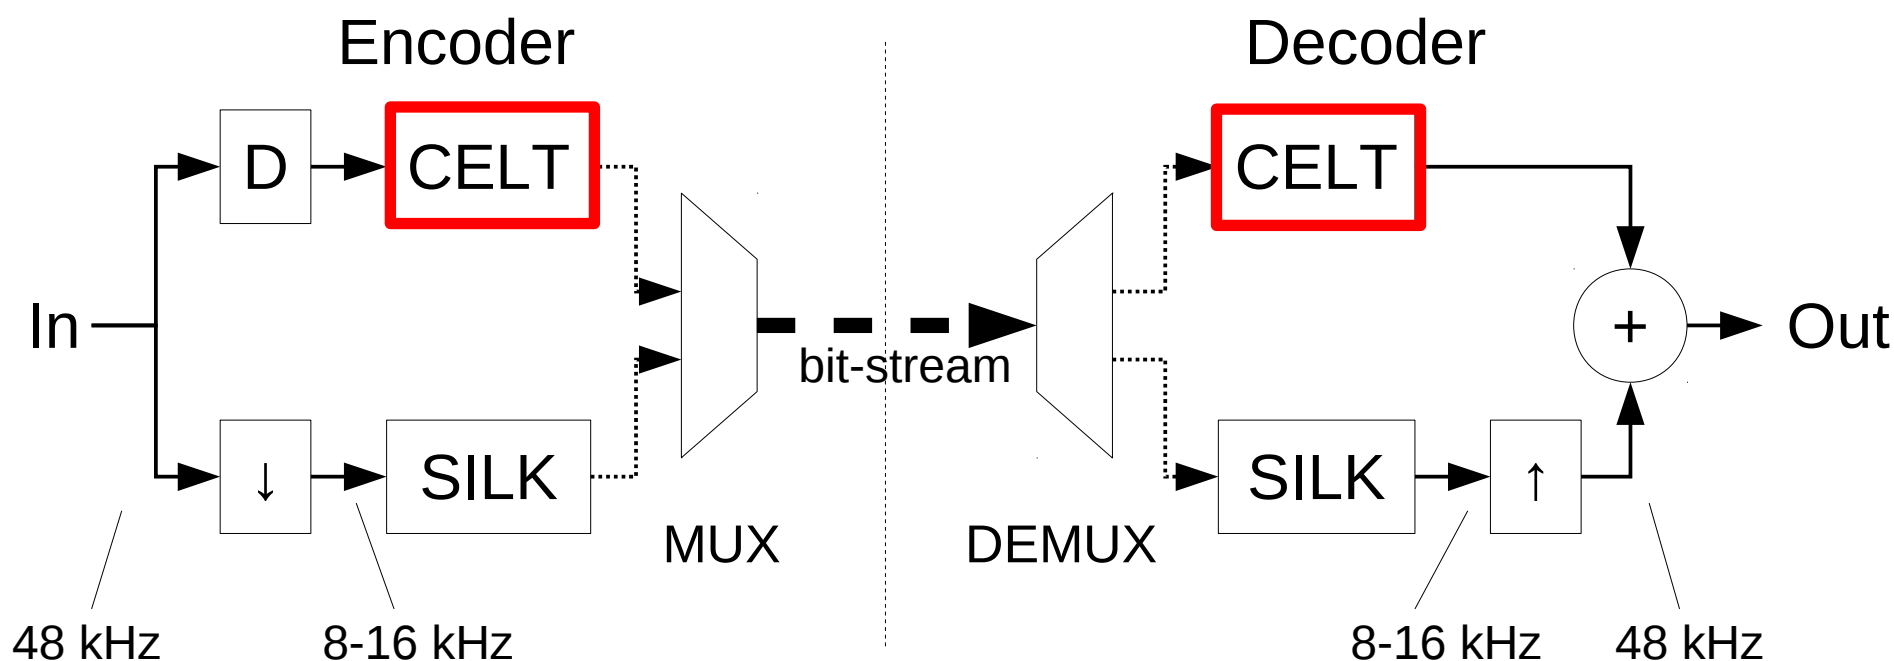 Encoder
Decoder
D
CELT
CELT
In
+
Out
bit-stream
↓
SILK
SILK
↑
MUX
DEMUX
48 kHz
8-16 kHz
8-16 kHz
48 kHz